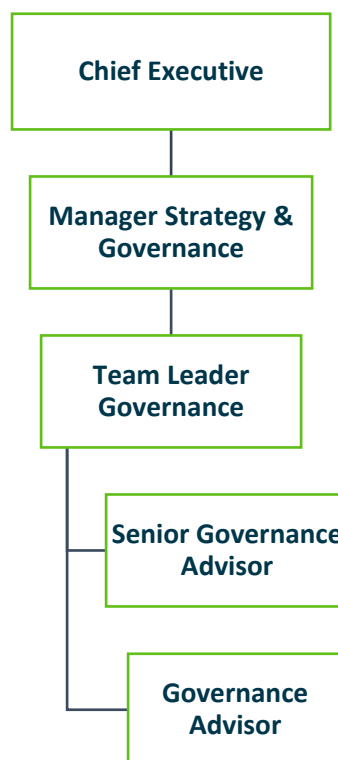 Chief Executive
Manager Strategy &
Governance
Team Leader
Governance
Senior Governance
Advisor
Governance
Advisor